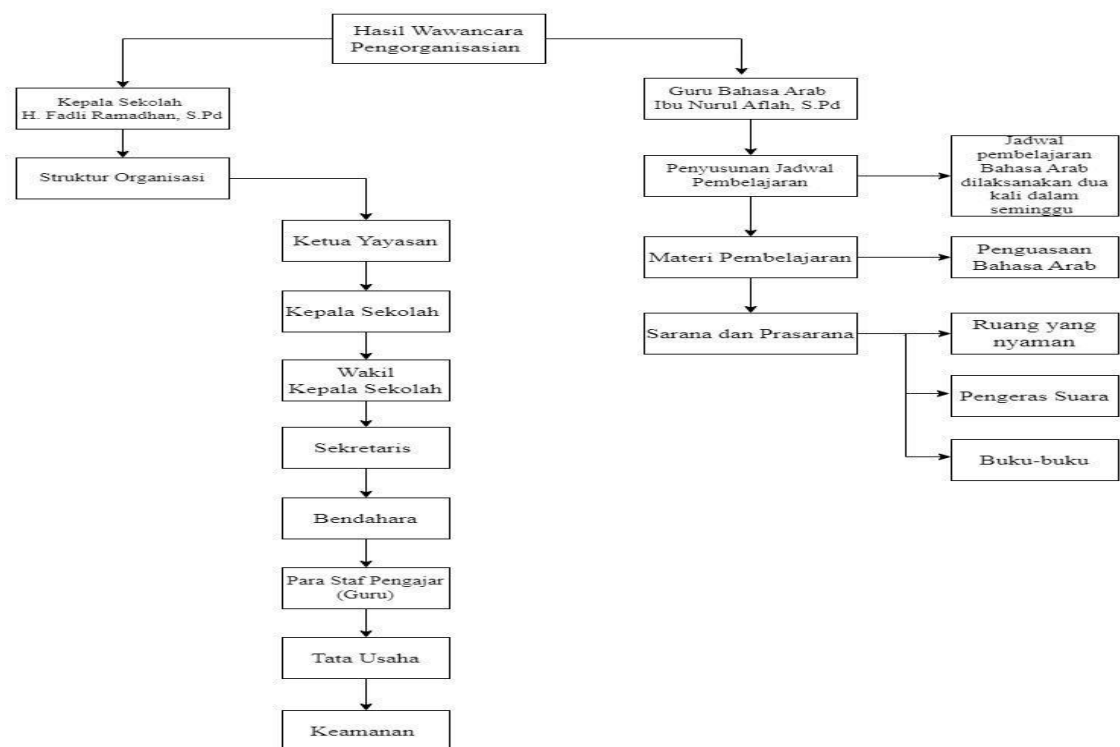 Hasil Wawancara
Pengorganisasian
Kepala Sekolah
H. Fadli Ramadhan, S.Pd
Struktur Organisasi
Ketua Yayasan
Kepala Sekolah
Wakil
Kepala Sekolah
Sekretaris
Bendahara
Para Staf Pengajar
(Guru)
Tata Usaha
Keamanan
Guru Bahasa Arab
Ibu Nurul Aflah, S.Pd
Penyusunan Jadwal
Pembelajaran
Jadwal
pembelajaran
Bahasa Arab
dilaksanakan dua
kali dalam
seminggu
Materi Pembelajaran
Penguasaan
Bahasa Arab
Sarana dan Prasarana
Ruang yang
nyaman
Pengeras Suara
Buku-buku